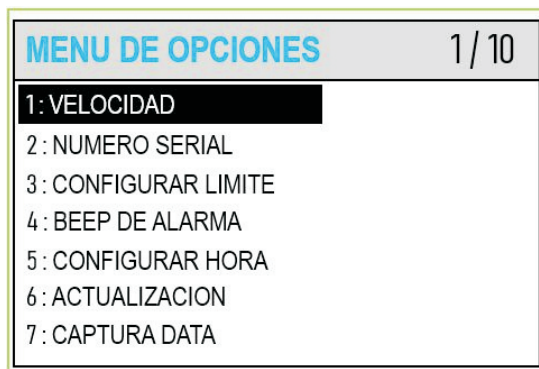 MENU DE OPCIONES 1 / 10
1: VELOCIDAD
2 : NUMERO SERIAL
3 : CONFIGURAR LIMITE
4 : BEEP DE ALARMA
5 : CONFIGURAR HORA
6 : ACTUALIZACION
7 : CAPTURA DATA